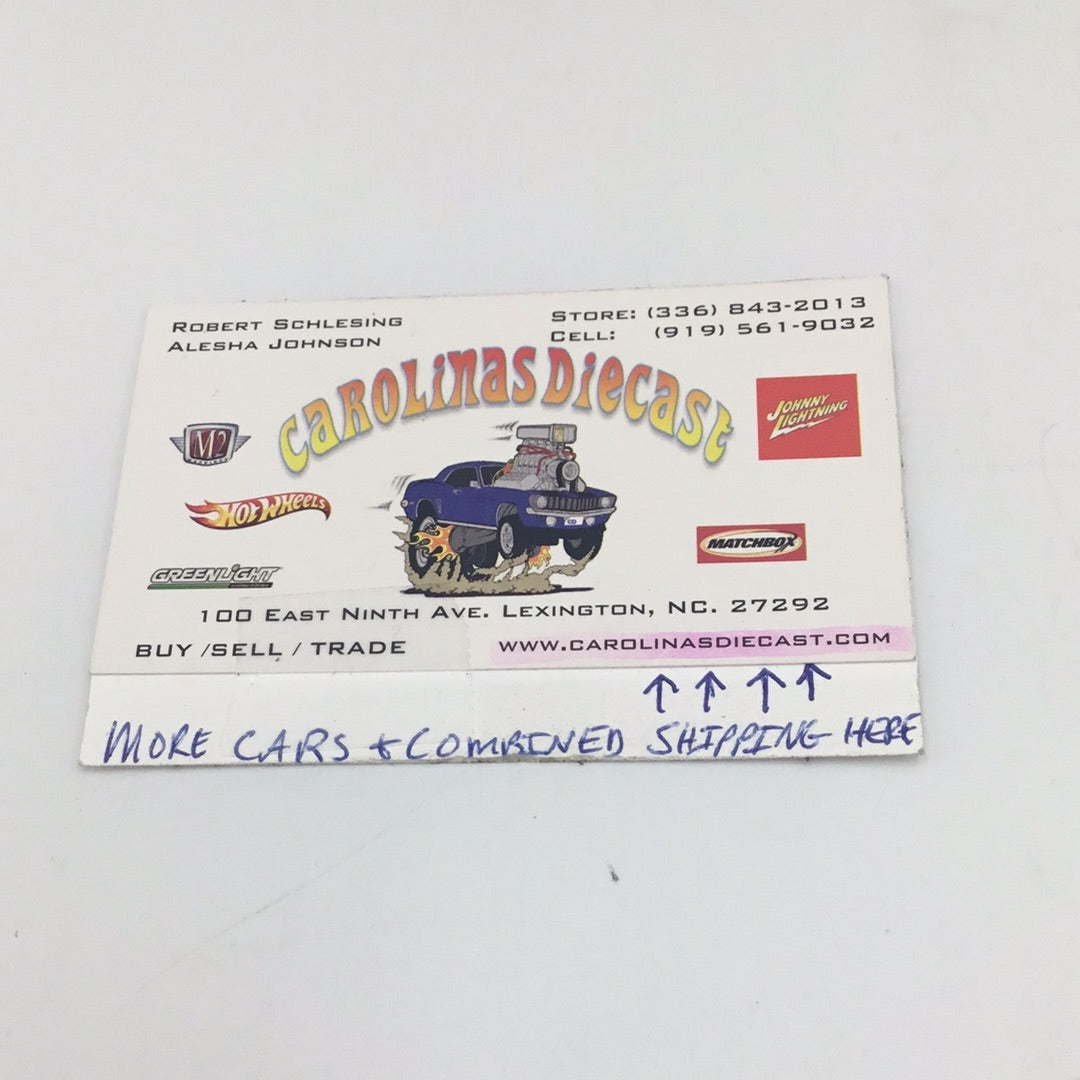 ROBERT SCHLESING
ALESHA JOHNSON
STORE: (336) 843-2013
CELL: (919) 561-9032
CAROLINAS DIECAST
M2
JOHNNY LIGHTNING
HOT WHEELS
MATCHBOX
GREENLIGHT
100 EAST NINTH AVE. LEXINGTON, NC. 27292
BUY /SELL / TRADE
WWW.CAROLINASDIECAST.COM
MORE CARS + COMBINED SHIPPING HERE